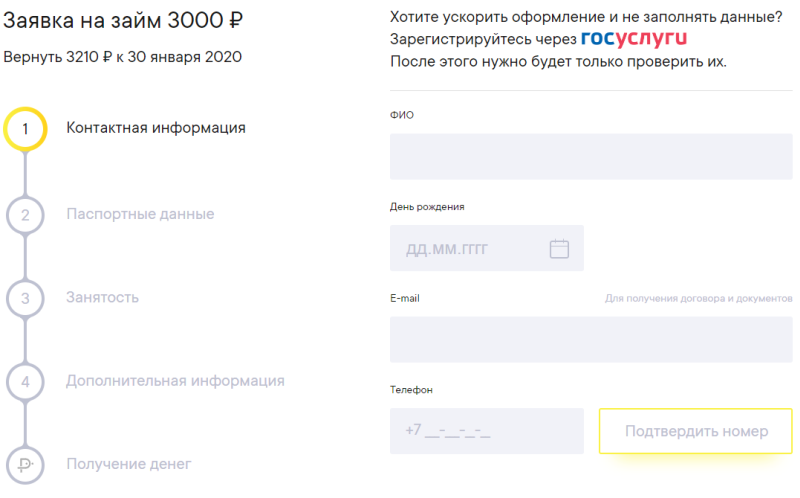 Заявка на займ 3000 ₽
Вернуть 3210 ₽ к 30 января 2020
1 Контактная информация
2 Паспортные данные
3 Занятость
4 Дополнительная информация
₽ Получение денег
Хотите ускорить оформление и не заполнять данные?
Зарегистрируйтесь через госуслуги
После этого нужно будет только проверить их.
ФИО
День рождения
ДД.ММ.ГГГГ
E-mail Для получения договора и документов
Телефон
+7 __-__-_-_ Подтвердить номер